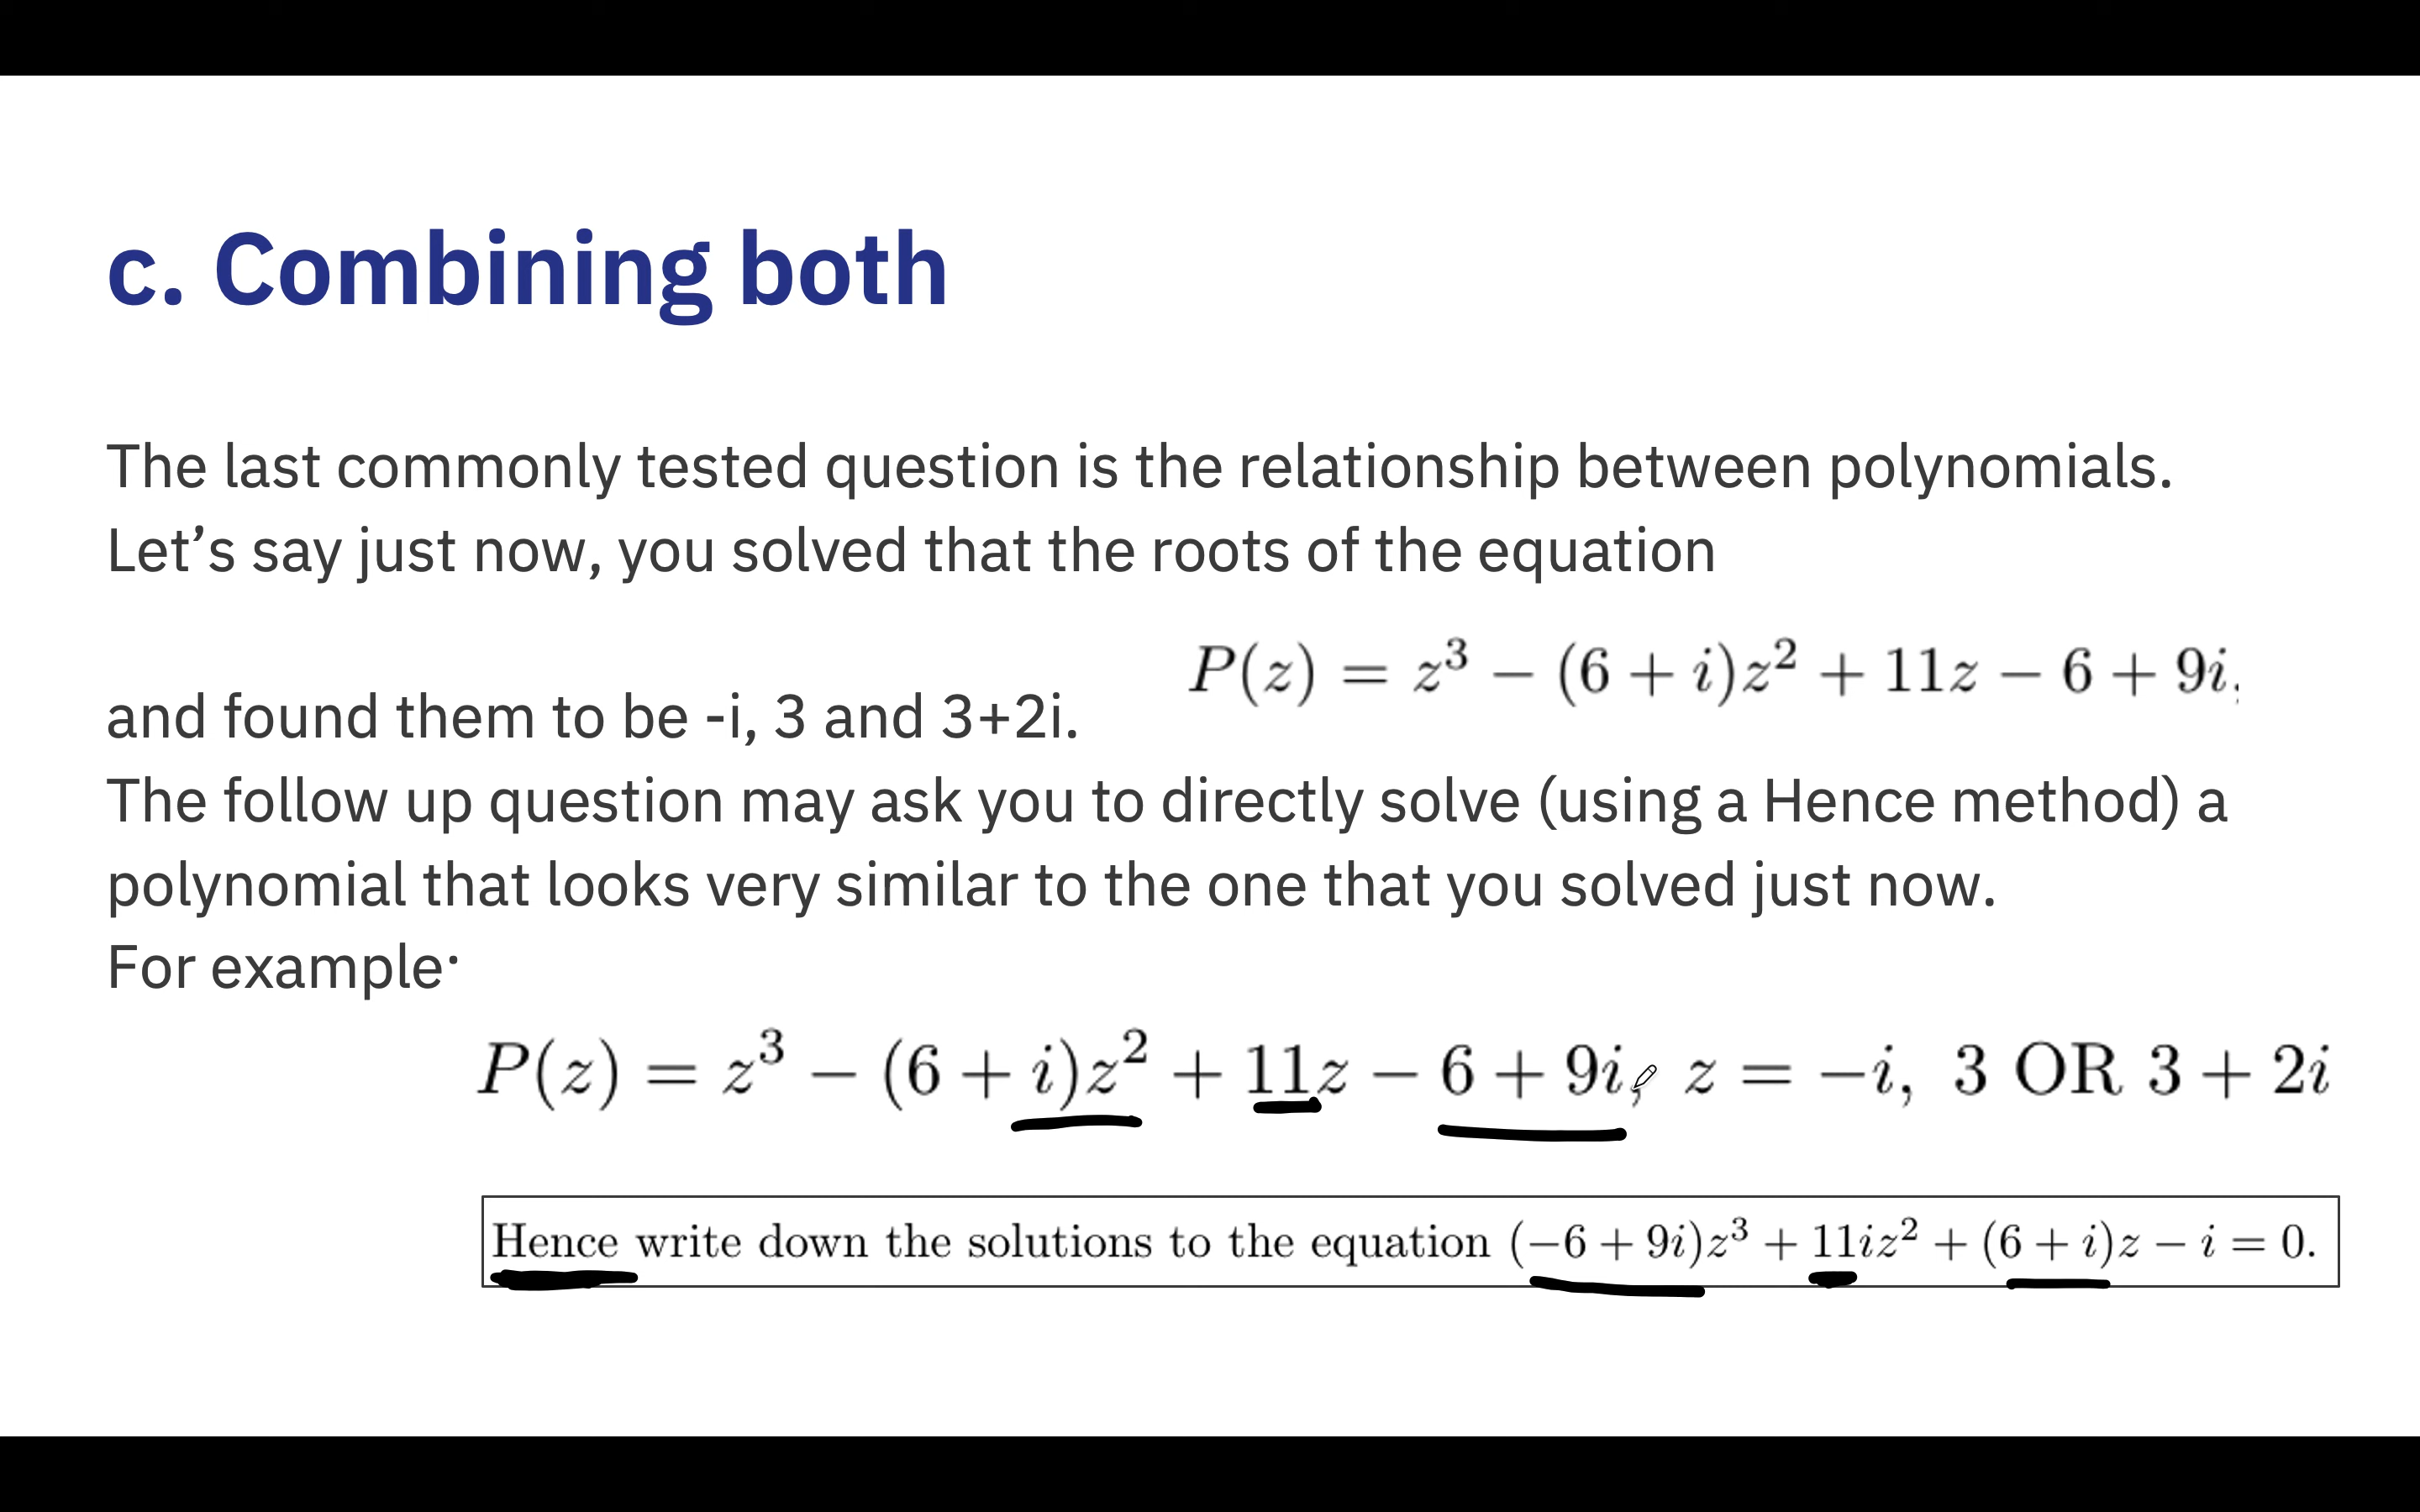 c. Combining both
The last commonly tested question is the relationship between polynomials.
Let’s say just now, you solved that the roots of the equation
P(z) = z³ − (6 + i)z² + 11z − 6 + 9i.
and found them to be -i, 3 and 3+2i.
The follow up question may ask you to directly solve (using a Hence method) a
polynomial that looks very similar to the one that you solved just now.
For example:
P(z) = z³ − (6 + i)z² + 11z − 6 + 9i, z = −i, 3 OR 3 + 2i
Hence write down the solutions to the equation (−6 + 9i)z³ + 11iz² + (6 + i)z − i = 0.